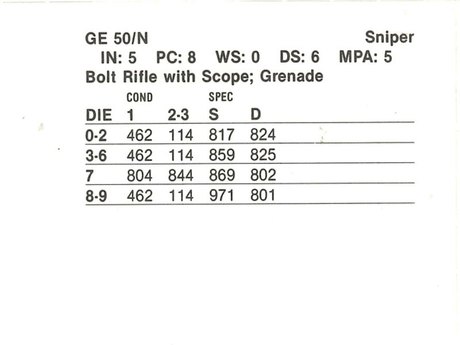 GE 50/N Sniper
IN: 5 PC: 8 WS: 0 DS: 6 MPA: 5
Bolt Rifle with Scope; Grenade
COND SPEC
DIE 1 2-3 S D
0-2 462 114 817 824
3-6 462 114 859 825
7 804 844 869 802
8-9 462 114 971 801